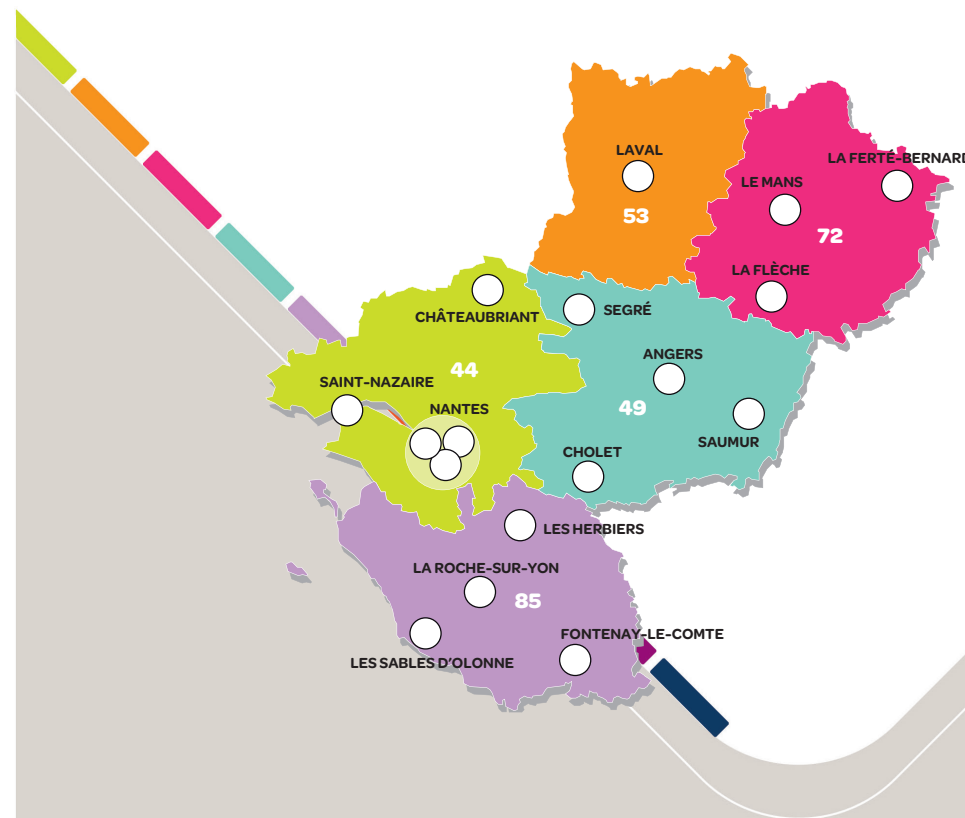 LAVAL
53
LA FERTÉ-BERNARD
LE MANS
72
LA FLÈCHE
CHÂTEAUBRIANT
SEGRÉ
44
ANGERS
SAINT-NAZAIRE
NANTES
49
SAUMUR
CHOLET
LES HERBIERS
LA ROCHE-SUR-YON
85
FONTENAY-LE-COMTE
LES SABLES D'OLONNE